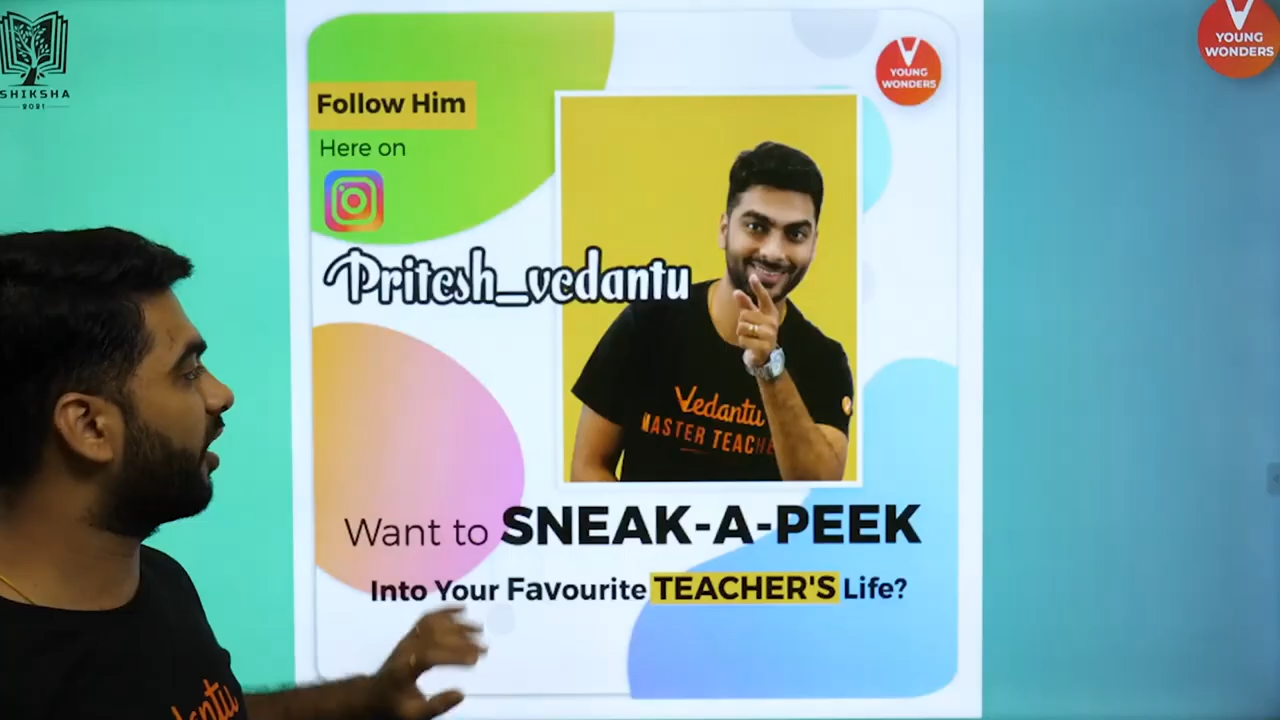 SHIKSHA
2021
YOUNG
WONDERS
YOUNG
WONDERS
Follow Him
Here on
Pritesh_vedantu
Vedantu
MASTER TEACHE
Want to SNEAK-A-PEEK
Into Your Favourite TEACHER'S Life?